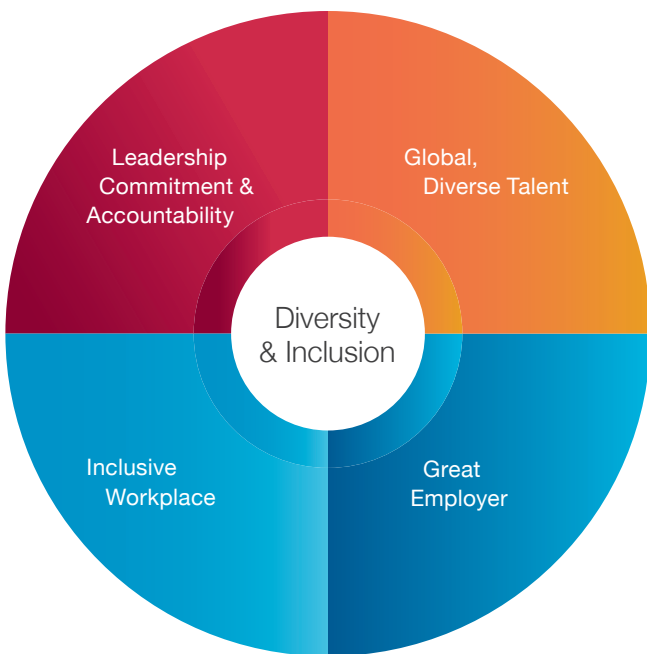 Leadership
Commitment &
Accountability
Global,
Diverse Talent
Diversity
& Inclusion
Inclusive
Workplace
Great
Employer